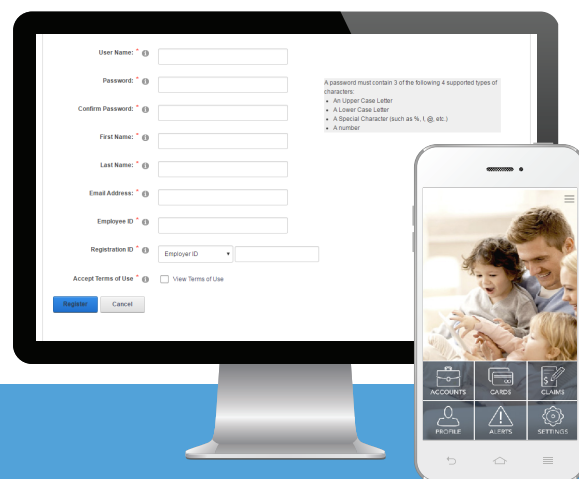 User Name: *
Password: *
A password must contain 3 of the following 4 supported types of
characters:
• An Upper Case Letter
• A Lower Case Letter
• A Special Character (such as %, !, @, etc.)
• A number
Confirm Password: *
First Name: *
Last Name: *
Email Address: *
Employee ID *
Registration ID *
Employer ID
Accept Terms of Use *
View Terms of Use
Register
Cancel
ACCOUNTS
CARDS
CLAIMS
PROFILE
ALERTS
SETTINGS